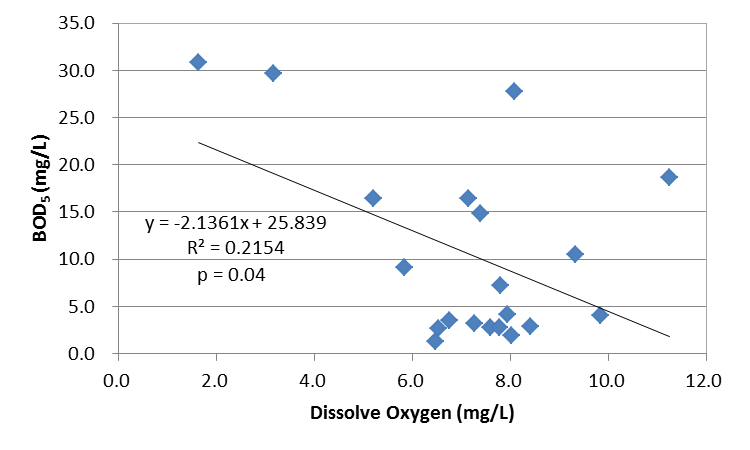 35.0
30.0
25.0
20.0
15.0
10.0
5.0
0.0
BOD₅ (mg/L)
y = -2.1361x + 25.839
R² = 0.2154
p = 0.04
0.0 2.0 4.0 6.0 8.0 10.0 12.0
Dissolve Oxygen (mg/L)